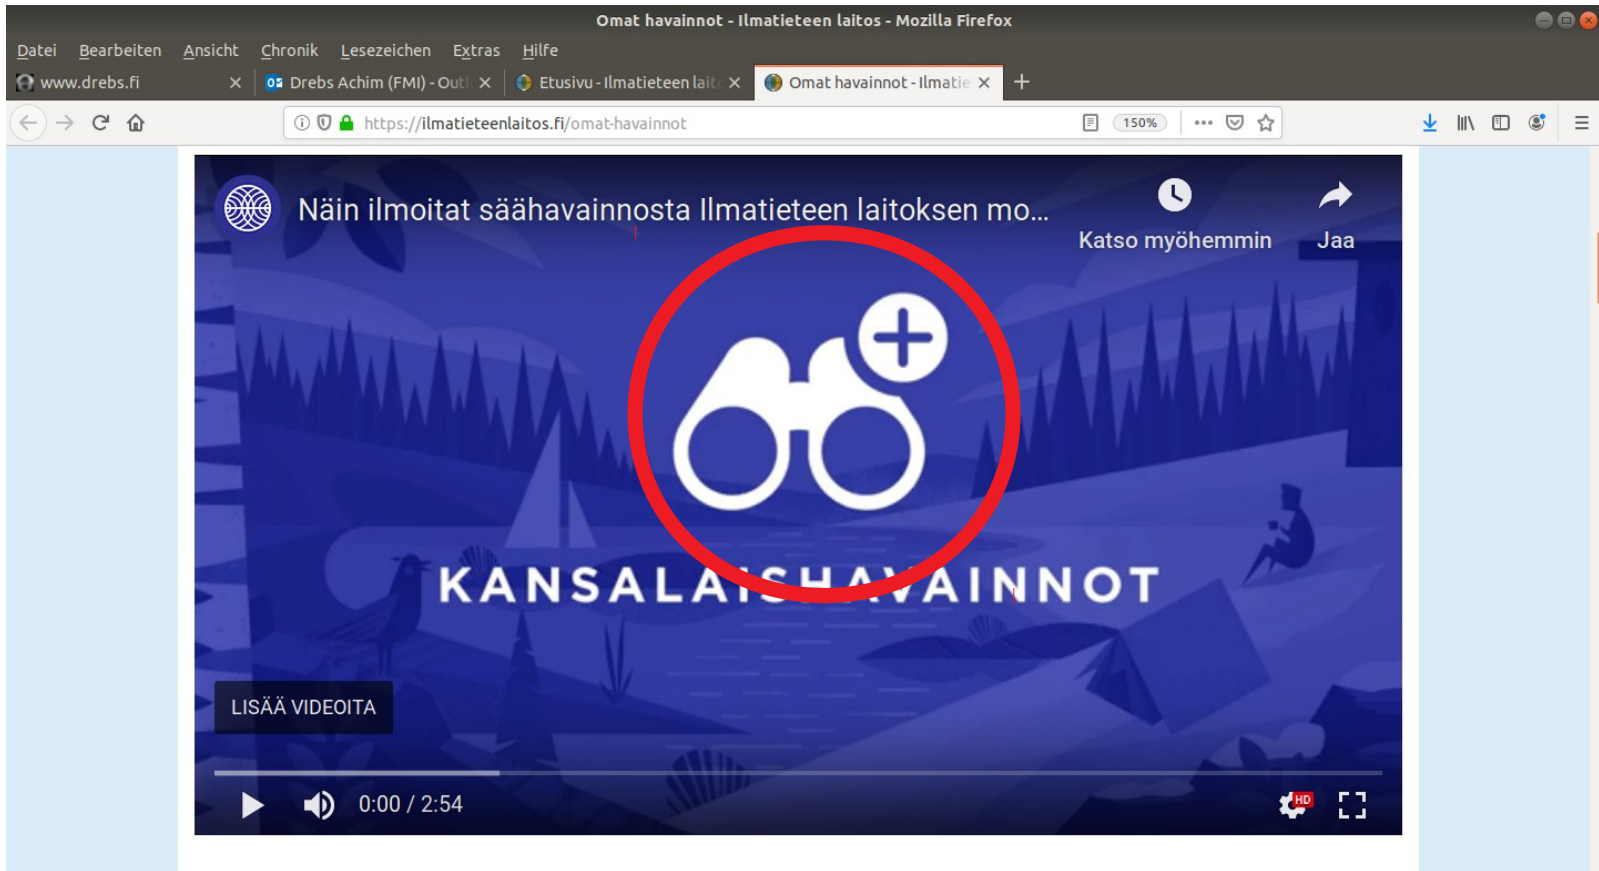 Omat havainnot - Ilmatieteen laitos - Mozilla Firefox
Datei Bearbeiten Ansicht Chronik Lesezeichen Extras Hilfe
www.drebs.fi Drebs Achim (FMI) - Outl Etusivu - Ilmatieteen laito Omat havainnot - Ilmatie
https://ilmatieteenlaitos.fi/omat-havainnot 150%
Näin ilmoitat säähavainnosta Ilmatieteen laitoksen mo...
Katso myöhemmin Jaa
KANSALAISHAVAINNOT
LISÄÄ VIDEOITA
0:00 / 2:54 HD